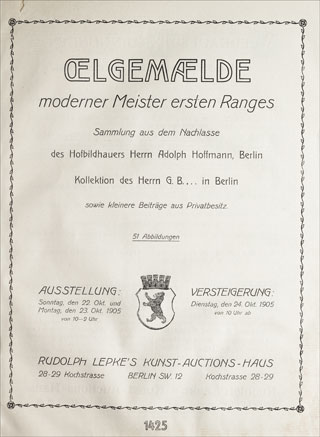 ŒLGEMÆLDE
moderner Meister ersten Ranges
Sammlung aus dem Nachlasse
des Hofbildhauers Herrn Adolph Hoffmann, Berlin
Kollektion des Herrn G. B.... in Berlin
sowie kleinere Beiträge aus Privatbesitz.
51 Abbildungen
AUSSTELLUNG:
Sonntag, den 22. Okt. und
Montag, den 23. Okt. 1905
von 10–2 Uhr
VERSTEIGERUNG:
Dienstag, den 24. Okt. 1905
von 10 Uhr ab
RUDOLPH LEPKE'S KUNST-AUCTIONS-HAUS
28-29 Kochstrasse BERLIN SW. 12 Kochstrasse 28-29
1425